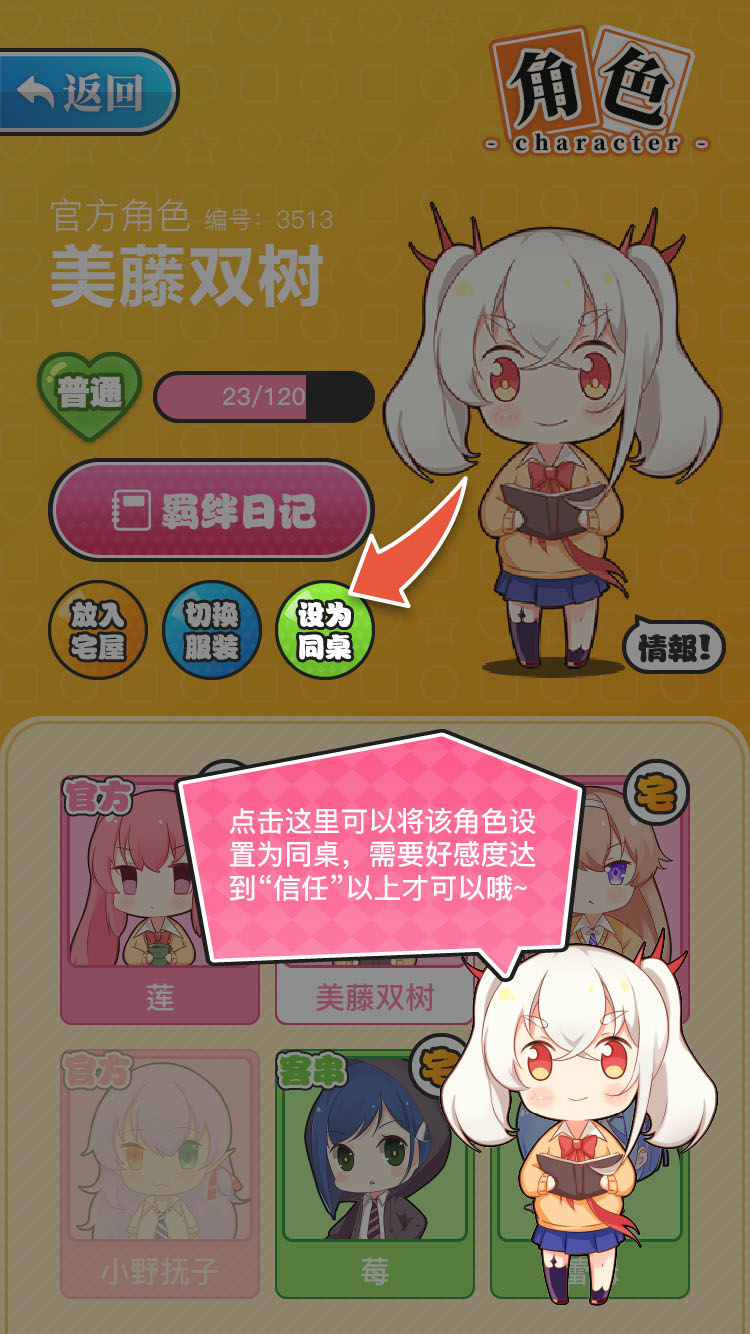 返回
角色
- character -
官方角色 编号：3513
美藤双树
普通
23/120
羁绊日记
放入
宅屋
切换
服装
设为
同桌
情報!
官方
宅
点击这里可以将该角色设
置为同桌，需要好感度达
到“信任”以上才可以哦~
莲
美藤双树
官方
客串
宅
小野抚子
莓